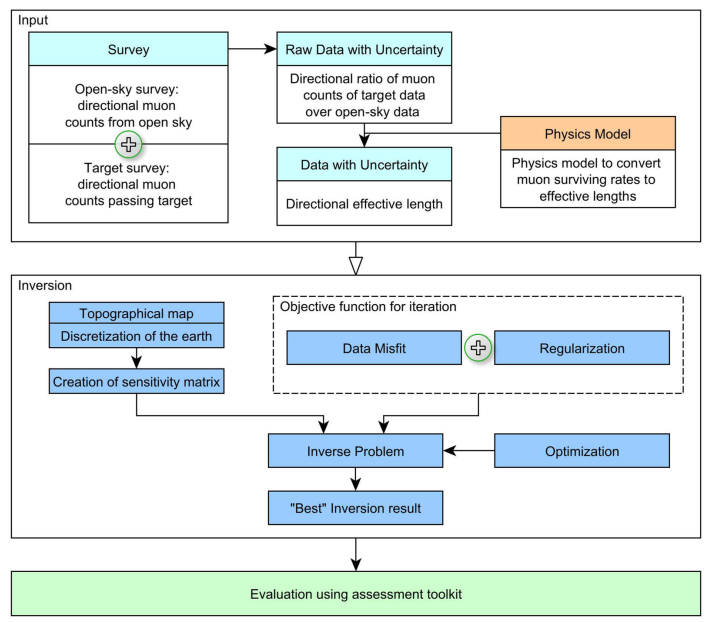 Input
Survey
Open-sky survey:
directional muon
counts from open sky
Target survey:
directional muon
counts passing target
Raw Data with Uncertainty
Directional ratio of muon
counts of target data
over open-sky data
Physics Model
Physics model to convert
muon surviving rates to
effective lengths
Data with Uncertainty
Directional effective length
Inversion
Topographical map
Discretization of the earth
Creation of sensitivity matrix
Objective function for iteration
Data Misfit
Regularization
Inverse Problem
Optimization
"Best" Inversion result
Evaluation using assessment toolkit